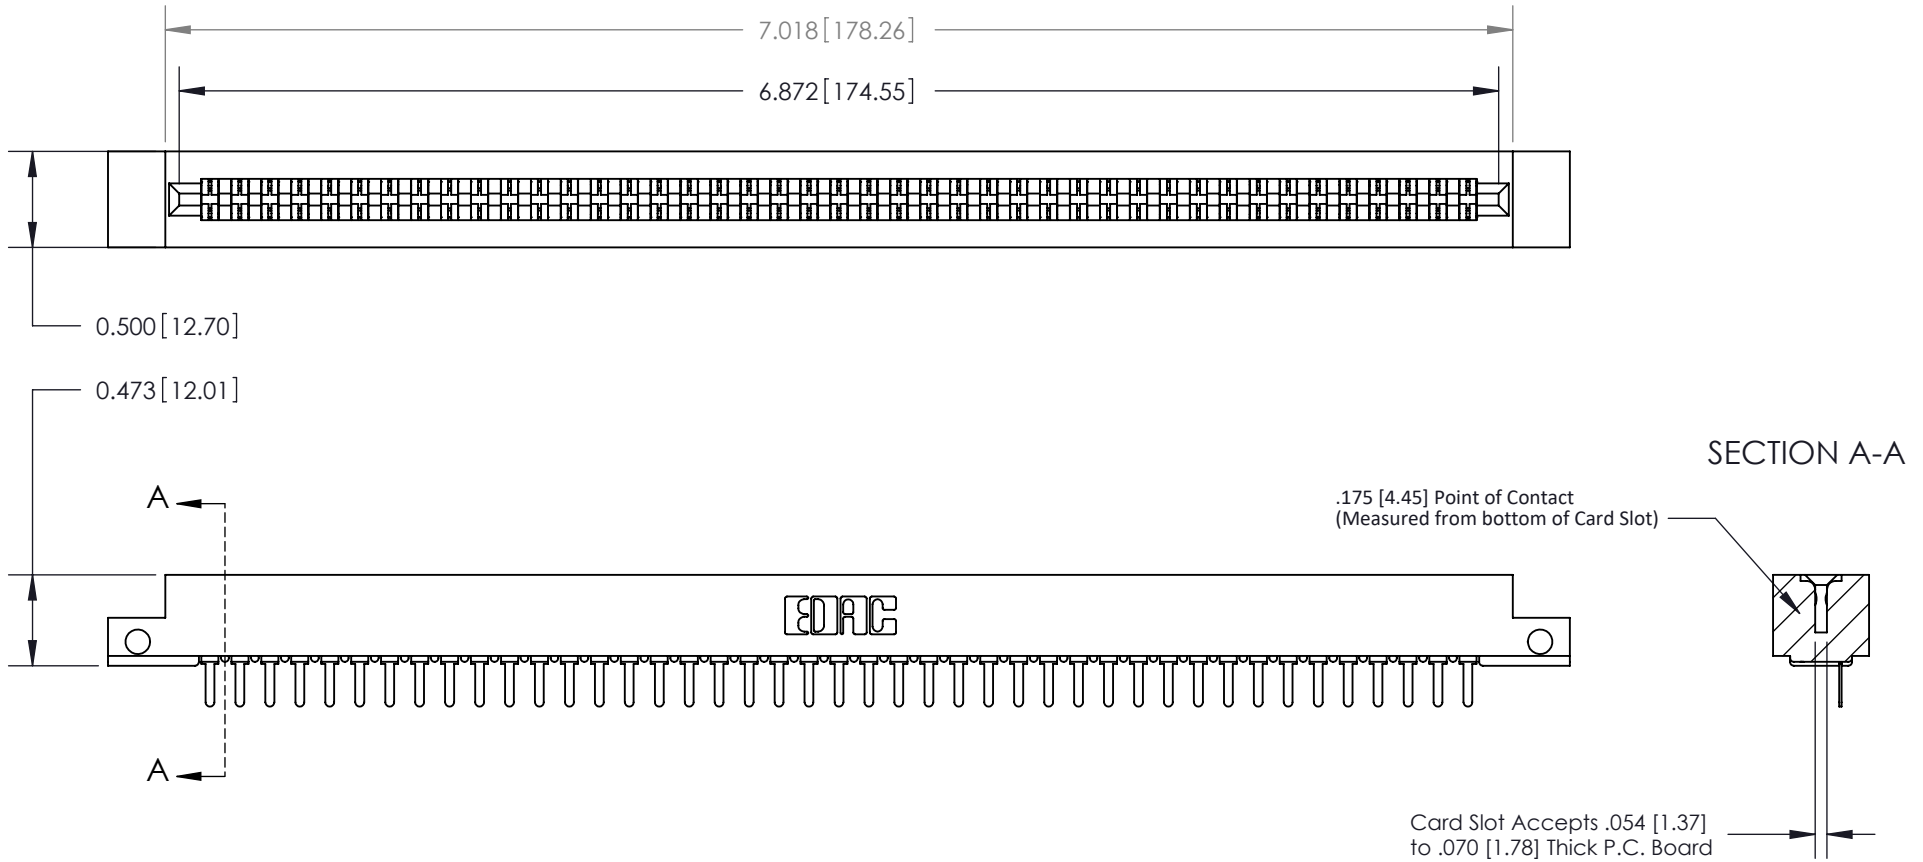 7.018[178.26]
6.872[174.55]
0.500[12.70]
0.473[12.01]
SECTION A-A
A
.175 [4.45] Point of Contact
(Measured from bottom of Card Slot)
EDAC
A
Card Slot Accepts .054 [1.37]
to .070 [1.78] Thick P.C. Board